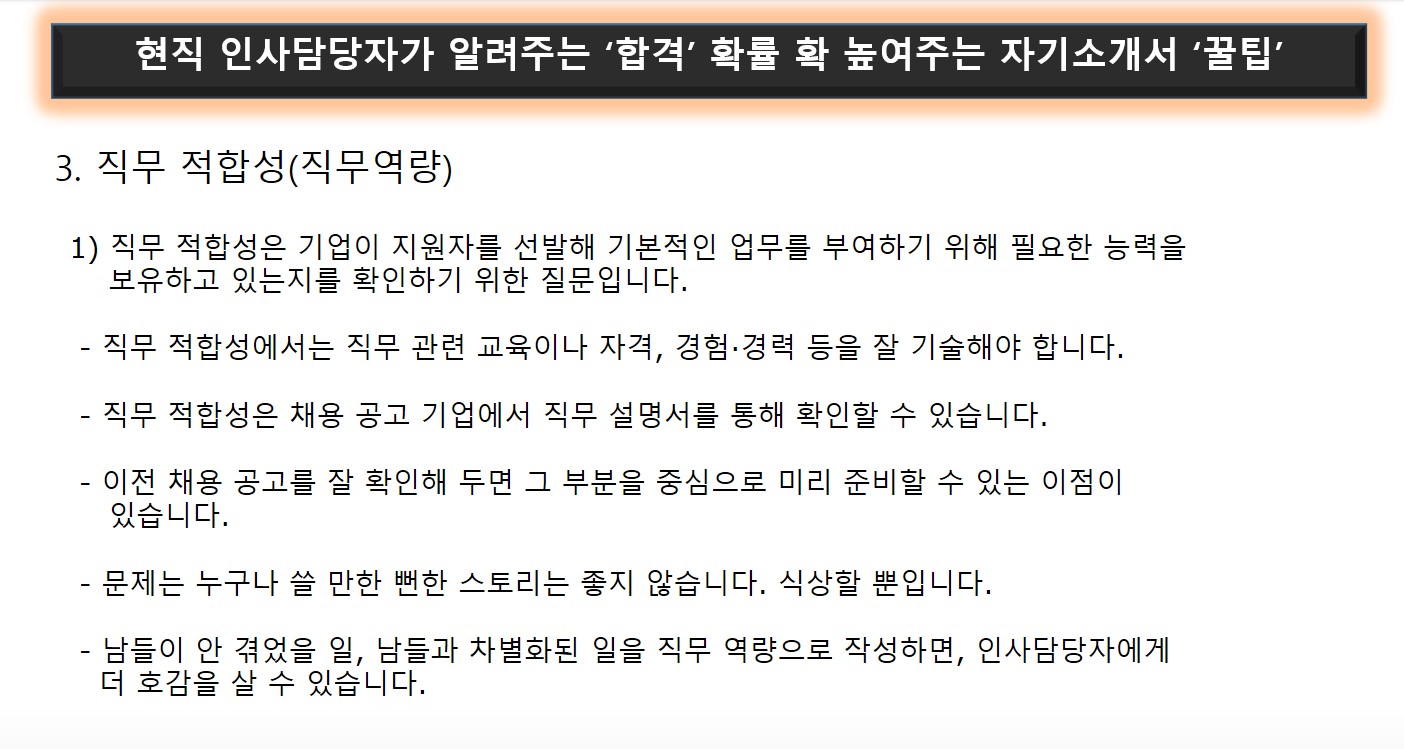 현직 인사담당자가 알려주는 ‘합격’ 확률 확 높여주는 자기소개서 ‘꿀팁’
3. 직무 적합성(직무역량)
1) 직무 적합성은 기업이 지원자를 선발해 기본적인 업무를 부여하기 위해 필요한 능력을
보유하고 있는지를 확인하기 위한 질문입니다.
- 직무 적합성에서는 직무 관련 교육이나 자격, 경험·경력 등을 잘 기술해야 합니다.
- 직무 적합성은 채용 공고 기업에서 직무 설명서를 통해 확인할 수 있습니다.
- 이전 채용 공고를 잘 확인해 두면 그 부분을 중심으로 미리 준비할 수 있는 이점이
있습니다.
- 문제는 누구나 쓸 만한 뻔한 스토리는 좋지 않습니다. 식상할 뿐입니다.
- 남들이 안 겪었을 일, 남들과 차별화된 일을 직무 역량으로 작성하면, 인사담당자에게
더 호감을 살 수 있습니다.